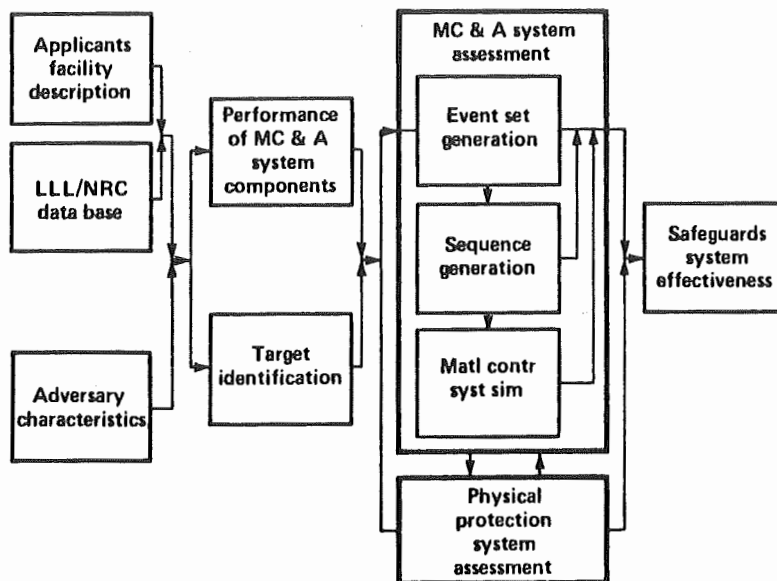 Applicants
facility
description
LLL/NRC
data base
Adversary
characteristics
Performance
of MC & A
system
components
Target
identification
MC & A system
assessment
Event set
generation
Sequence
generation
Matl contr
syst sim
Physical
protection
system
assessment
Safeguards
system
effectiveness